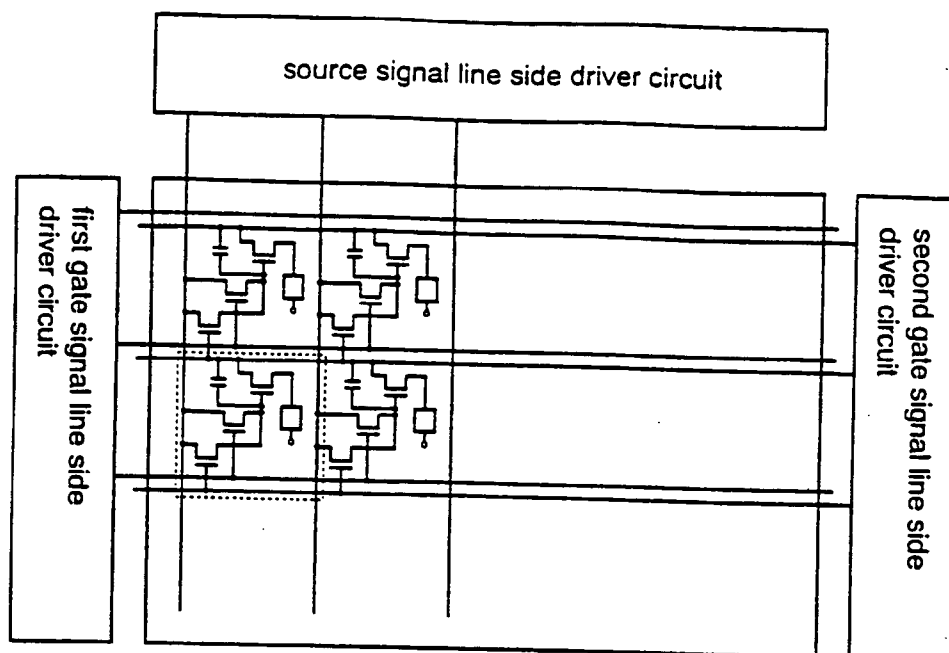 source signal line side driver circuit
first gate signal line side
driver circuit
second gate signal line side
driver circuit